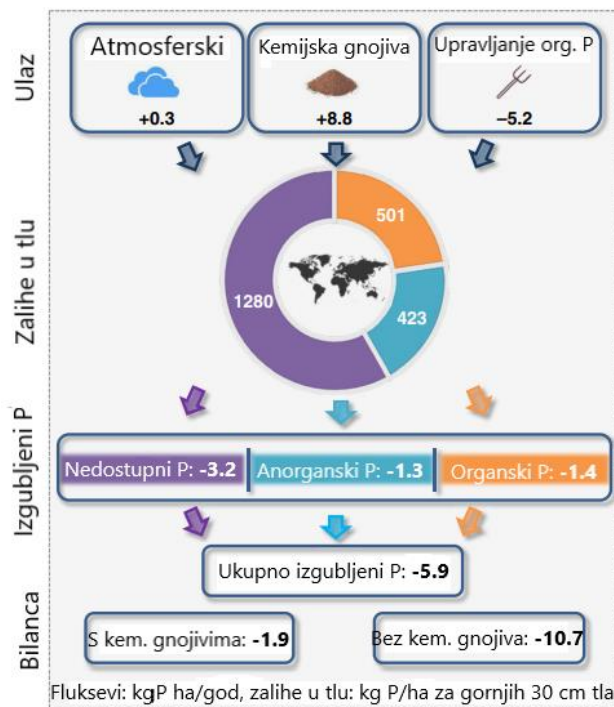 Ulaz
Atmosferski
+0.3
Kemijska gnojiva
+8.8
Upravljanje org. P
–5.2
Zalihe u tlu
501
1280
423
Izgubljeni P
Nedostupni P: -3.2
Anorganski P: -1.3
Organski P: -1.4
Ukupno izgubljeni P: -5.9
Bilanca
S kem. gnojivima: -1.9
Bez kem. gnojiva: -10.7
Fluksevi: kgP ha/god, zalihe u tlu: kg P/ha za gornjih 30 cm tla